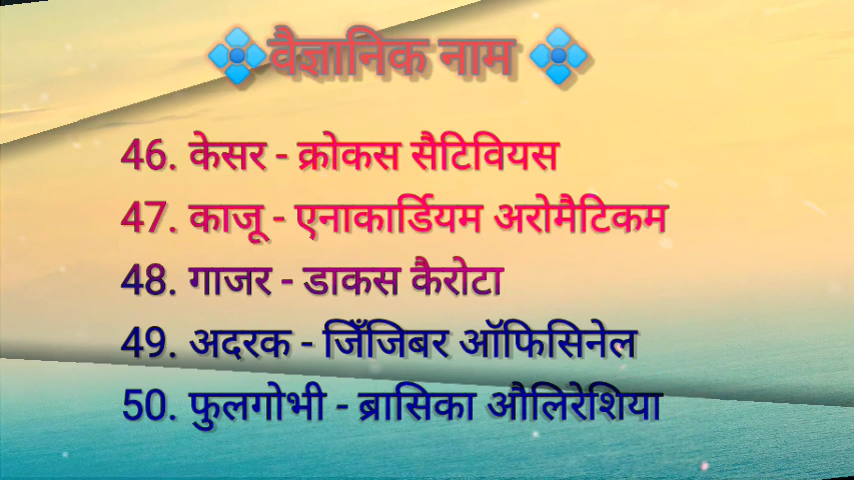 💠वैज्ञानिक नाम 💠
46. केसर - क्रोकस सैटिवियस
47. काजू - एनाकार्डियम अरोमैटिकम
48. गाजर - डाकस कैरोटा
49. अदरक - जिँजिबर ऑफिसिनेल
50. फुलगोभी - ब्रासिका औलिरेशिया